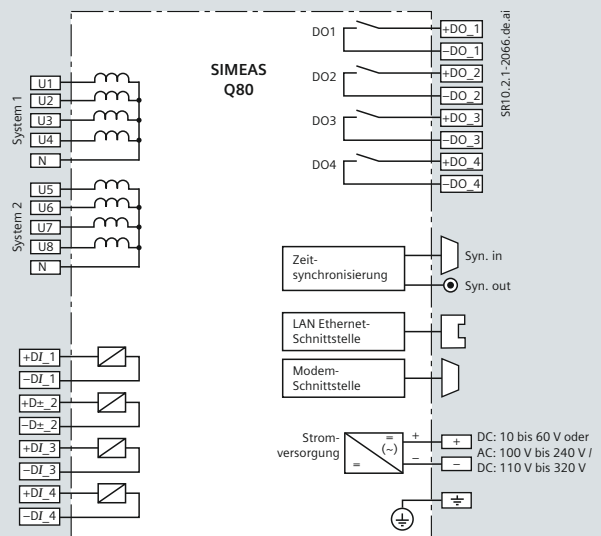 SIMEAS
Q80
System 1
U1
U2
U3
U4
N
System 2
U5
U6
U7
U8
N
+DI_1
−DI_1
+D±_2
−D±_2
+DI_3
−DI_3
+DI_4
−DI_4
DO1
+DO_1
−DO_1
DO2
+DO_2
−DO_2
DO3
+DO_3
−DO_3
DO4
+DO_4
−DO_4
SR10.2.1-2066.de.ai
Zeit-
synchronisierung
Syn. in
Syn. out
LAN Ethernet-
Schnittstelle
Modem-
Schnittstelle
Strom-
versorgung
=
(~)
=
+
−
+
−
DC: 10 bis 60 V oder
AC: 100 V bis 240 V /
DC: 110 V bis 320 V